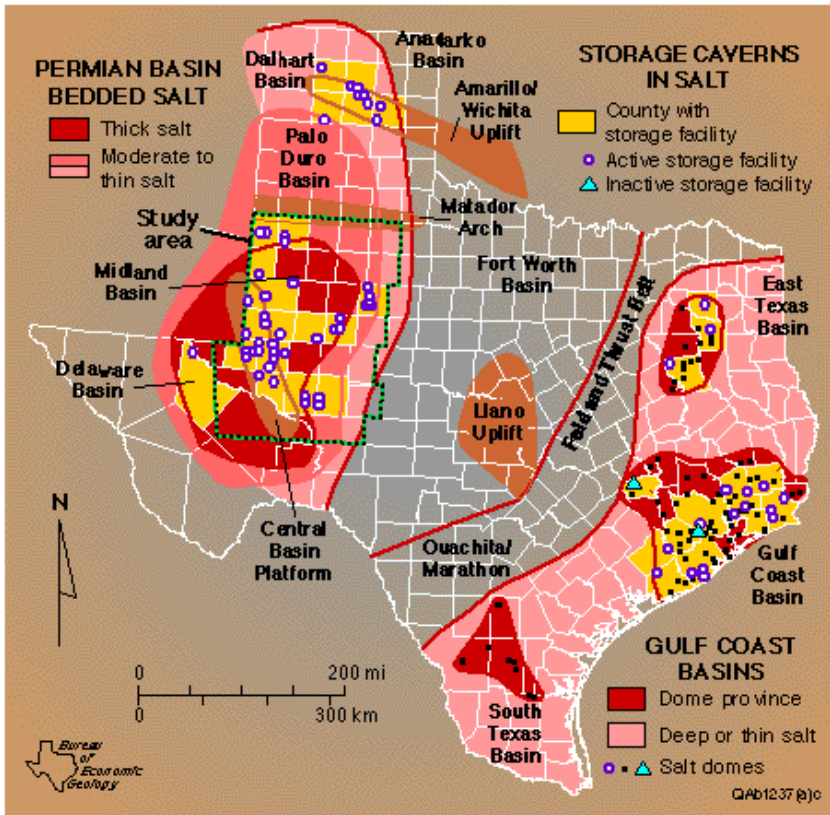 PERMIAN BASIN
BEDDED SALT
Thick salt
Moderate to
thin salt
Dalhart
Basin
Anadarko
Basin
Amarillo/
Wichita
Uplift
STORAGE CAVERNS
IN SALT
County with
storage facility
Active storage facility
Inactive storage facility
Palo
Duro
Basin
Matador
Arch
Study
area
Midland
Basin
Fort Worth
Basin
East
Texas
Basin
Delaware
Basin
Llano
Uplift
Fold and Thrust Belt
N
Central
Basin
Platform
Ouachita/
Marathon
Gulf
Coast
Basin
0 200 mi
0 300 km
South
Texas
Basin
GULF COAST
BASINS
Dome province
Deep or thin salt
Salt domes
Bureau
of
Economic
Geology
QAb1237(a)c